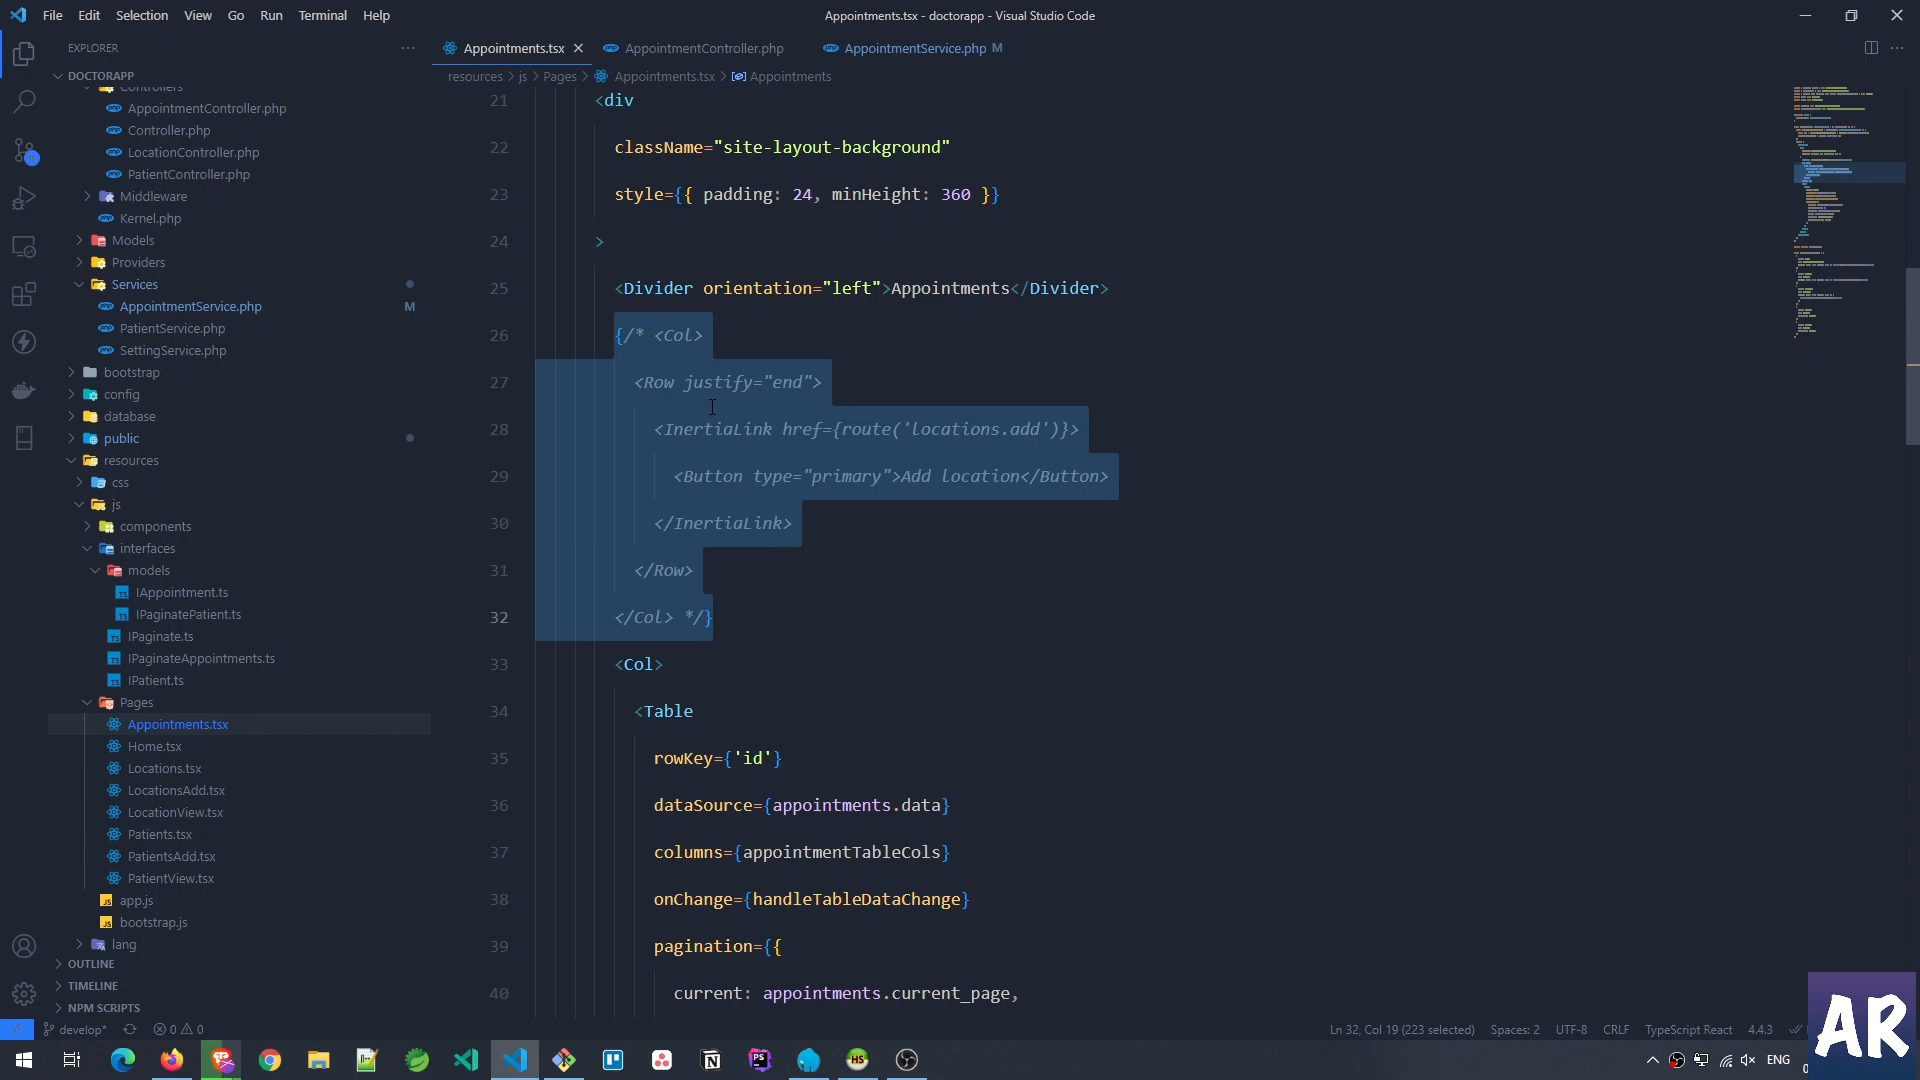 File Edit Selection View Go Run Terminal Help
Appointments.tsx - doctorapp - Visual Studio Code
EXPLORER
Appointments.tsx
AppointmentController.php
AppointmentService.php M
DOCTORAPP
resources > js > Pages > Appointments.tsx > Appointments
Controllers
AppointmentController.php
Controller.php
LocationController.php
PatientController.php
Middleware
Kernel.php
Models
Providers
Services
AppointmentService.php M
PatientService.php
SettingService.php
bootstrap
config
database
public
resources
css
js
components
interfaces
models
IAppointment.ts
IPaginatePatient.ts
IPaginate.ts
IPaginateAppointments.ts
IPatient.ts
Pages
Appointments.tsx
Home.tsx
Locations.tsx
LocationsAdd.tsx
LocationView.tsx
Patients.tsx
PatientsAdd.tsx
PatientView.tsx
app.js
bootstrap.js
lang
OUTLINE
TIMELINE
NPM SCRIPTS
21 <div
22 className="site-layout-background"
23 style={{ padding: 24, minHeight: 360 }}
24 >
25 <Divider orientation="left">Appointments</Divider>
26 {/* <Col>
27 <Row justify="end">
28 <InertiaLink href={route('locations.add')}>
29 <Button type="primary">Add location</Button>
30 </InertiaLink>
31 </Row>
32 </Col> */}
33 <Col>
34 <Table
35 rowKey={'id'}
36 dataSource={appointments.data}
37 columns={appointmentTableCols}
38 onChange={handleTableDataChange}
39 pagination={{
40 current: appointments.current_page,
develop* 0 0
Ln 32, Col 19 (223 selected) Spaces: 2 UTF-8 CRLF TypeScript React 4.4.3
ENG
AR